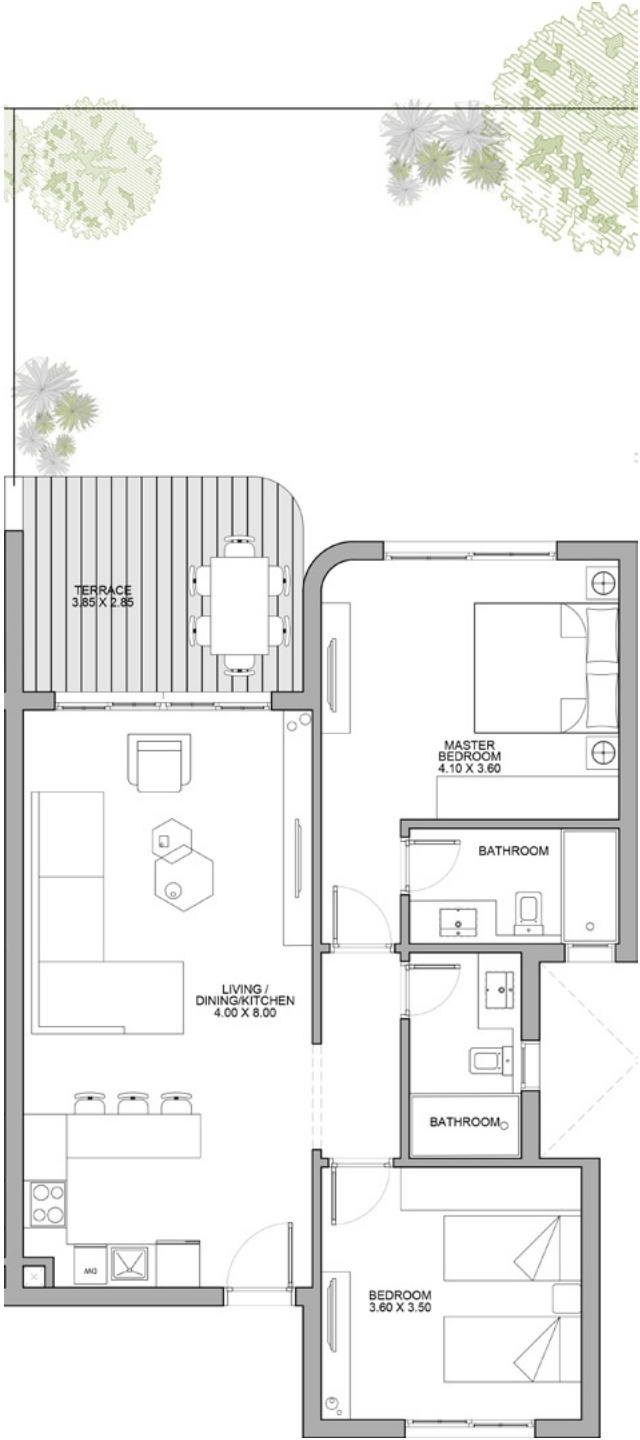 TERRACE
3.85 X 2.85
MASTER
BEDROOM
4.10 X 3.60
BATHROOM
LIVING /
DINING/KITCHEN
4.00 X 8.00
BATHROOM
DW
BEDROOM
3.60 X 3.50